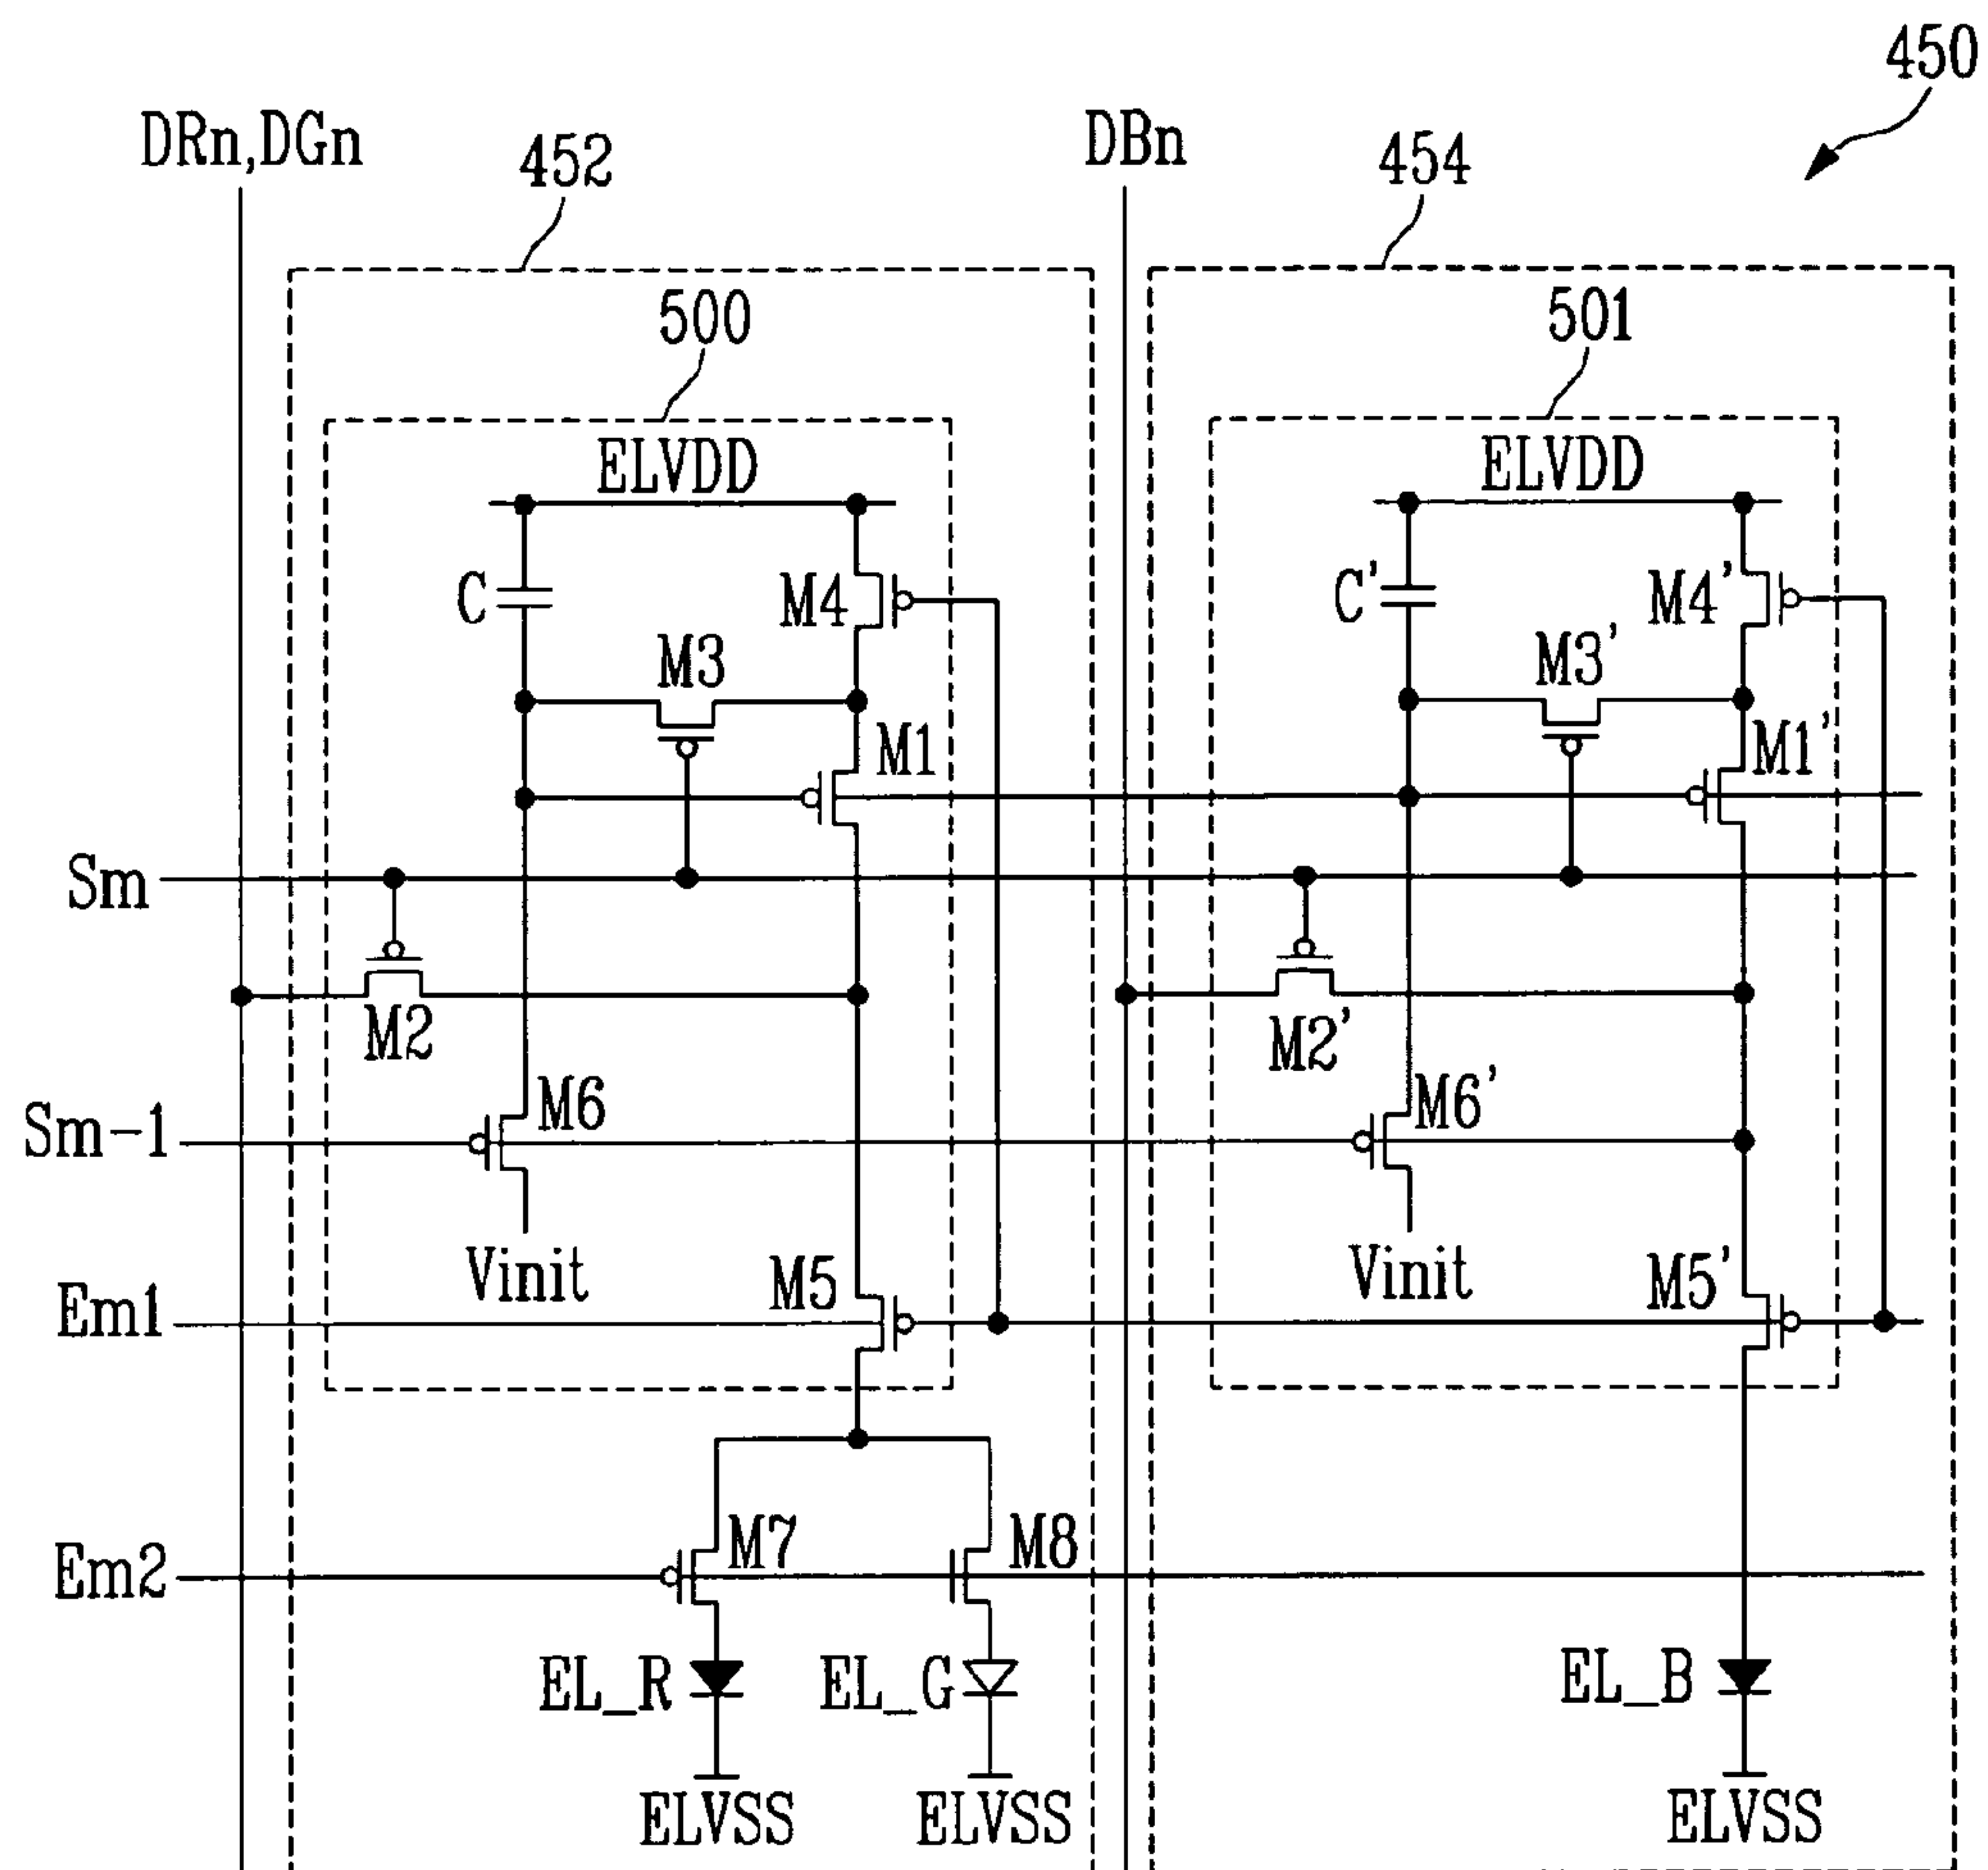 450
DRn,DGn
452
DBn
454
500
501
ELVDD
ELVDD
C
M4
C'
M4'
M3
M3'
M1
M1'
Sm
M2
M2'
Sm-1
M6
M6'
Vinit
Vinit
Em1
M5
M5'
Em2
M7
M8
EL_R
EL_G
EL_B
ELVSS
ELVSS
ELVSS